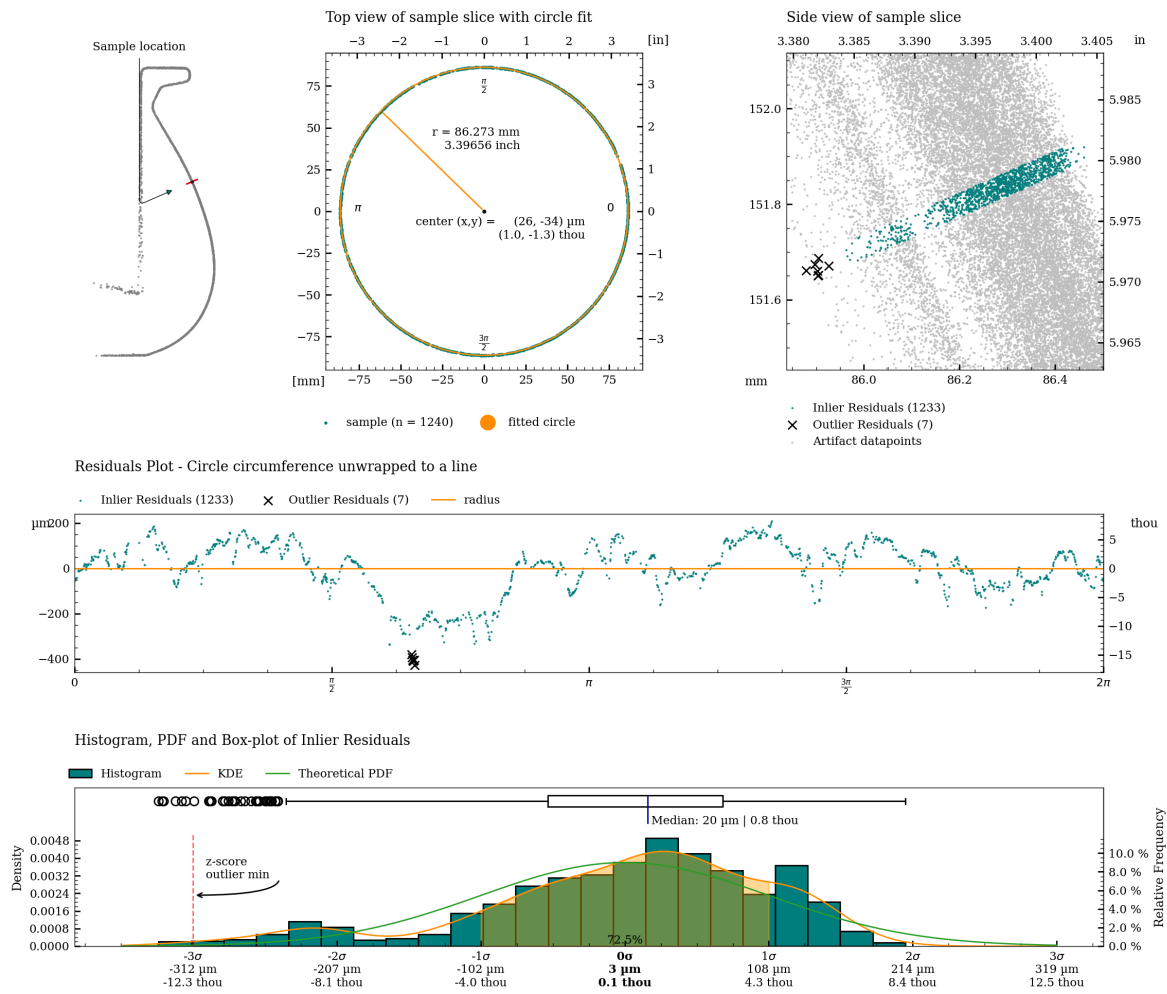 Sample location
Top view of sample slice with circle fit
−3 −2 −1 0 1 2 3 [in]
75
50
25
0
−25
−50
−75
[mm]
−75 −50 −25 0 25 50 75
3
2
1
0
−1
−2
−3
π/2
π
0
3π/2
r = 86.273 mm
3.39656 inch
center (x,y) = (26, -34) µm
(1.0, -1.3) thou
sample (n = 1240) fitted circle
Side view of sample slice
3.380 3.385 3.390 3.395 3.400 3.405 in
152.0
151.8
151.6
mm
86.0 86.2 86.4
5.985
5.980
5.975
5.970
5.965
Inlier Residuals (1233)
Outlier Residuals (7)
Artifact datapoints
Residuals Plot - Circle circumference unwrapped to a line
Inlier Residuals (1233) Outlier Residuals (7) radius
µm
200
0
−200
−400
thou
5
0
−5
−10
−15
0 π/2 π 3π/2 2π
Histogram, PDF and Box-plot of Inlier Residuals
Histogram KDE Theoretical PDF
Median: 20 µm | 0.8 thou
z-score
outlier min
Density
0.0048
0.0040
0.0032
0.0024
0.0016
0.0008
0.0000
Relative Frequency
10.0 %
8.0 %
6.0 %
4.0 %
2.0 %
0.0 %
72.5%
-3σ -2σ -1σ 0σ 1σ 2σ 3σ
-312 µm -207 µm -102 µm 3 µm 108 µm 214 µm 319 µm
-12.3 thou -8.1 thou -4.0 thou 0.1 thou 4.3 thou 8.4 thou 12.5 thou